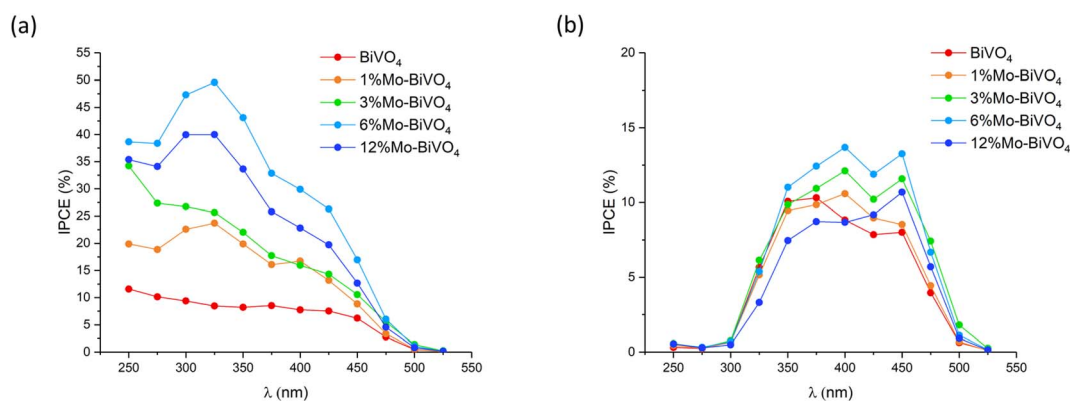 (a)
55
50
45
40
35
30
25
20
15
10
5
0
IPCE (%)
250 300 350 400 450 500 550
λ (nm)
BiVO₄
1%Mo-BiVO₄
3%Mo-BiVO₄
6%Mo-BiVO₄
12%Mo-BiVO₄
(b)
20
15
10
5
0
IPCE (%)
250 300 350 400 450 500 550
λ (nm)
BiVO₄
1%Mo-BiVO₄
3%Mo-BiVO₄
6%Mo-BiVO₄
12%Mo-BiVO₄